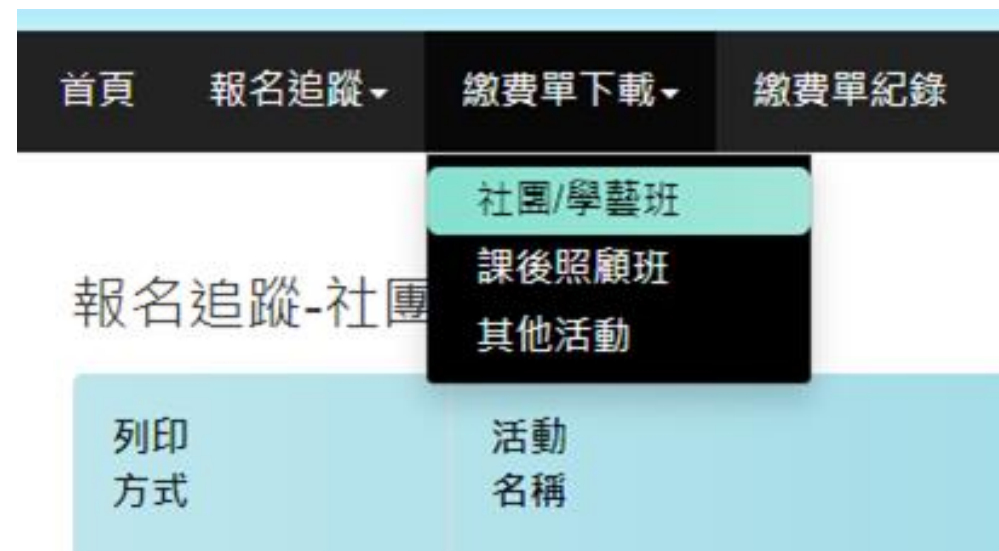 首頁 報名追蹤 繳費單下載 繳費單紀錄
社團/學藝班
課後照顧班
其他活動
報名追蹤-社團
列印
方式
活動
名稱